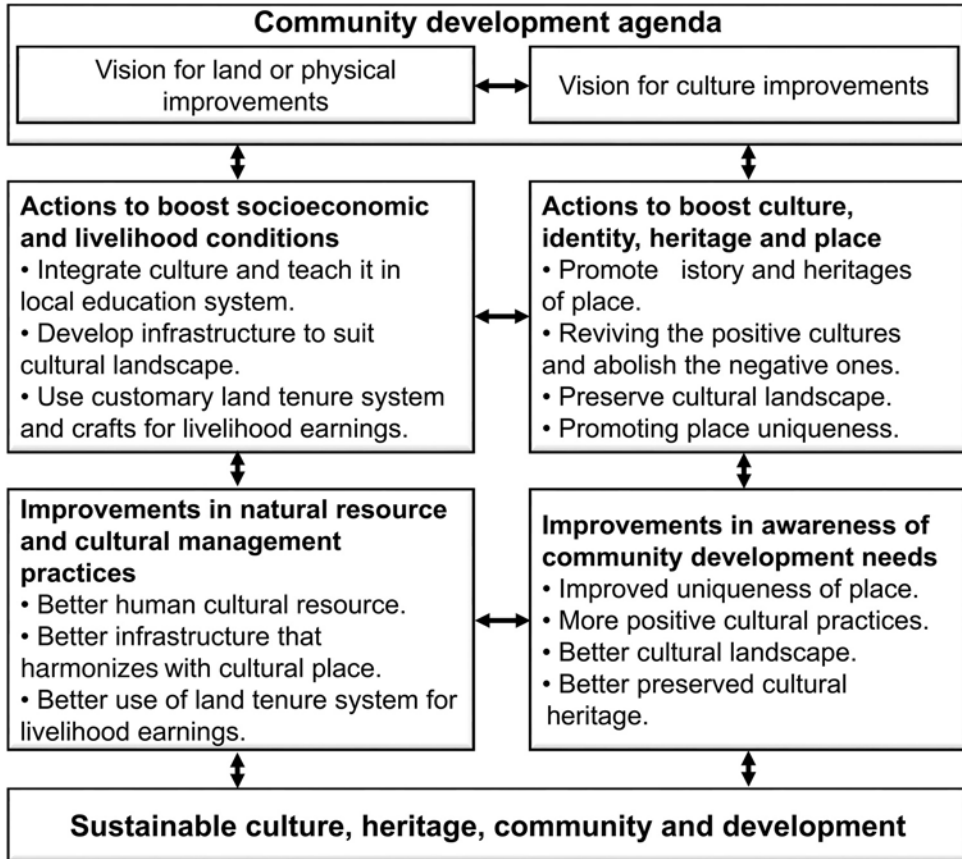 Community development agenda
Vision for land or physical
improvements
Vision for culture improvements
Actions to boost socioeconomic
and livelihood conditions
• Integrate culture and teach it in
local education system.
• Develop infrastructure to suit
cultural landscape.
• Use customary land tenure system
and crafts for livelihood earnings.
Actions to boost culture,
identity, heritage and place
• Promote istory and heritages
of place.
• Reviving the positive cultures
and abolish the negative ones.
• Preserve cultural landscape.
• Promoting place uniqueness.
Improvements in natural resource
and cultural management
practices
• Better human cultural resource.
• Better infrastructure that
harmonizes with cultural place.
• Better use of land tenure system for
livelihood earnings.
Improvements in awareness of
community development needs
• Improved uniqueness of place.
• More positive cultural practices.
• Better cultural landscape.
• Better preserved cultural
heritage.
Sustainable culture, heritage, community and development